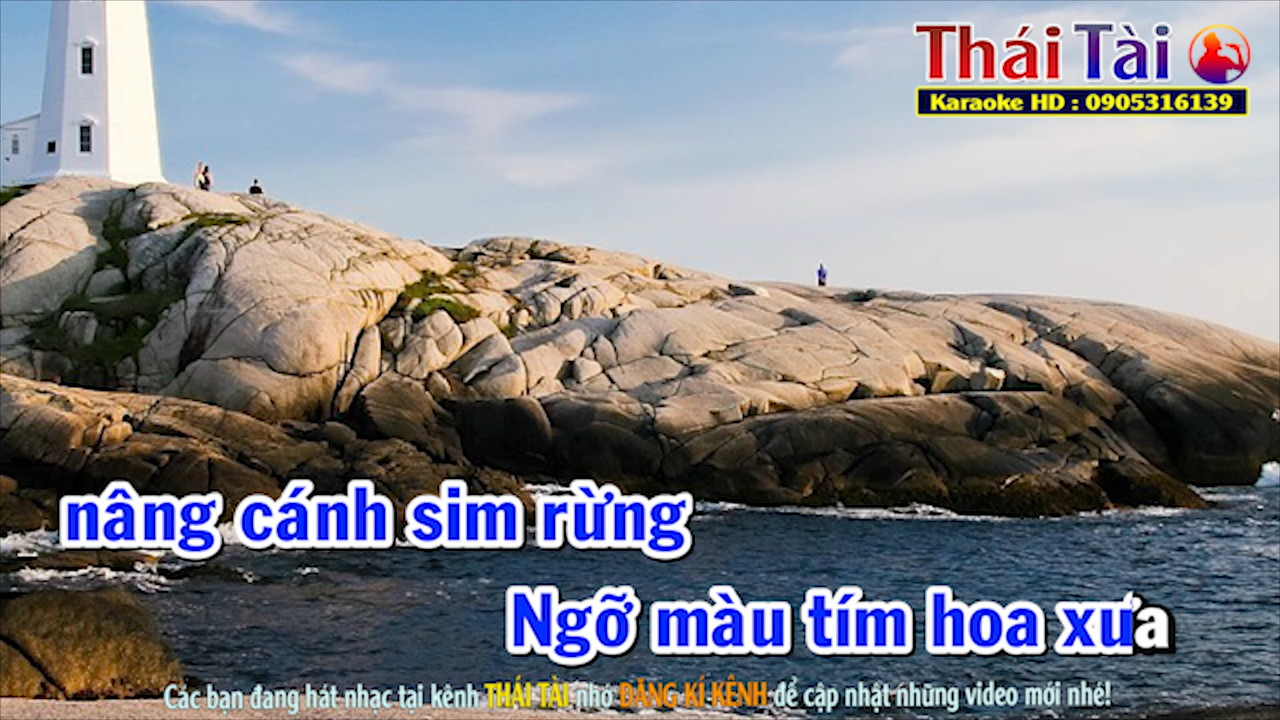 Thái Tài
Karaoke HD : 0905316139
nâng cánh sim rừng
Ngỡ màu tím hoa xưa
Các bạn đang hát nhạc tại kênh THÁI TÀI nhớ ĐĂNG KÍ KÊNH để cập nhật những video mới nhé!